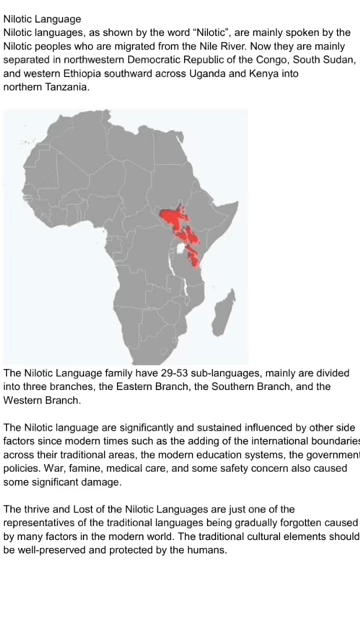 Nilotic Language
Nilotic languages, as shown by the word “Nilotic”, are mainly spoken by the
Nilotic peoples who are migrated from the Nile River. Now they are mainly
separated in northwestern Democratic Republic of the Congo, South Sudan,
and western Ethiopia southward across Uganda and Kenya into
northern Tanzania.
The Nilotic Language family have 29-53 sub-languages, mainly are divided
into three branches, the Eastern Branch, the Southern Branch, and the
Western Branch.
The Nilotic language are significantly and sustained influenced by other side
factors since modern times such as the adding of the international boundaries
across their traditional areas, the modern education systems, the government
policies. War, famine, medical care, and some safety concern also caused
some significant damage.
The thrive and Lost of the Nilotic Languages are just one of the
representatives of the traditional languages being gradually forgotten caused
by many factors in the modern world. The traditional cultural elements should
be well-preserved and protected by the humans.